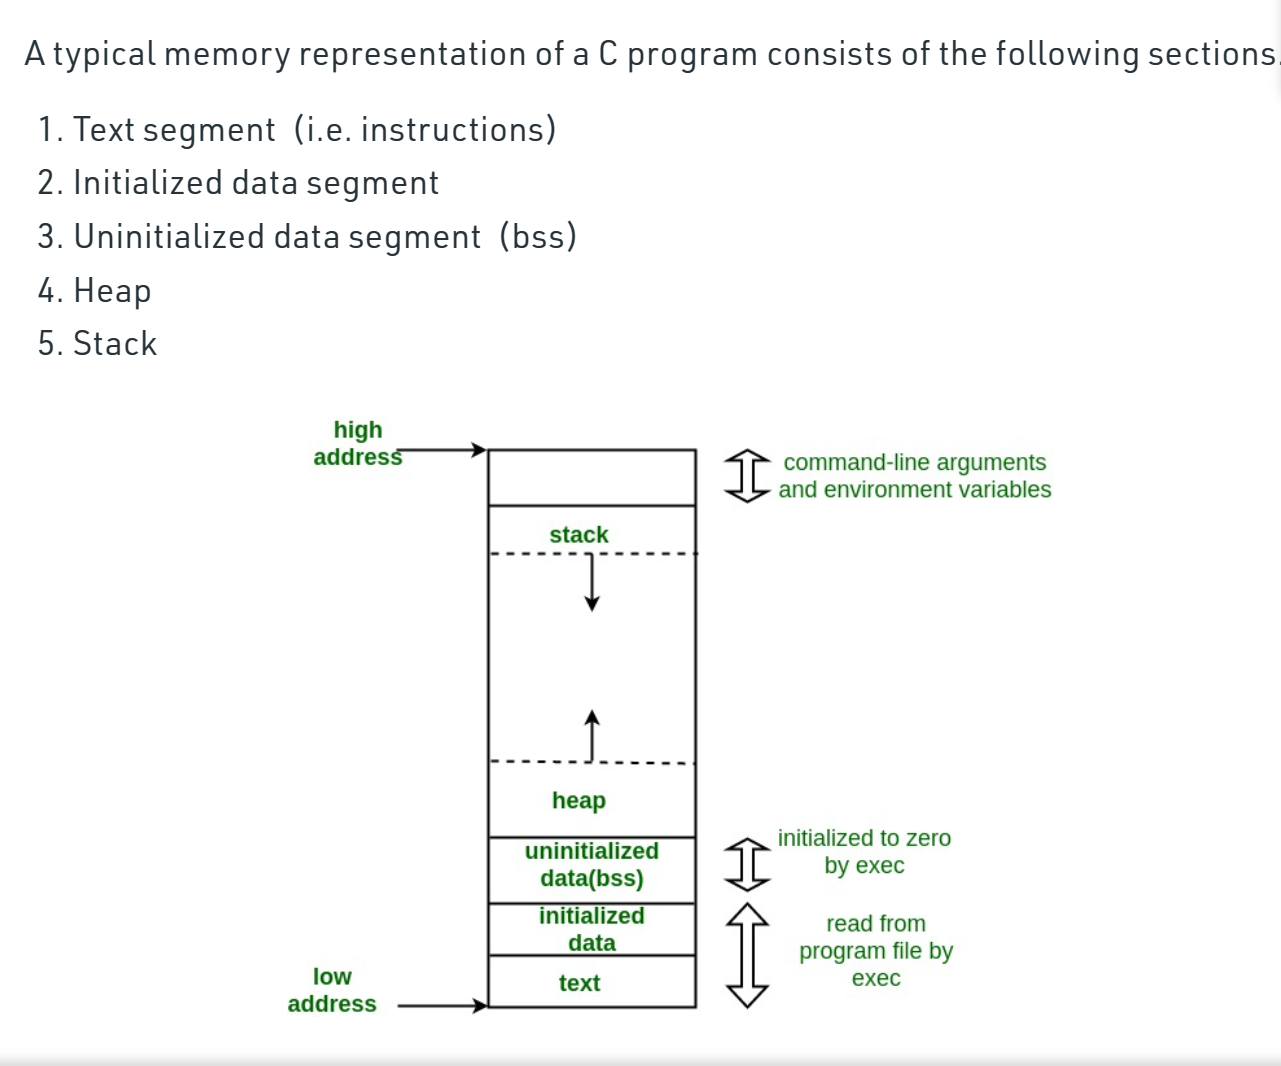 A typical memory representation of a C program consists of the following sections.
1. Text segment (i.e. instructions)
2. Initialized data segment
3. Uninitialized data segment (bss)
4. Heap
5. Stack
high
address
command-line arguments
and environment variables
stack
heap
uninitialized
data(bss)
initialized to zero
by exec
initialized
data
read from
program file by
exec
text
low
address